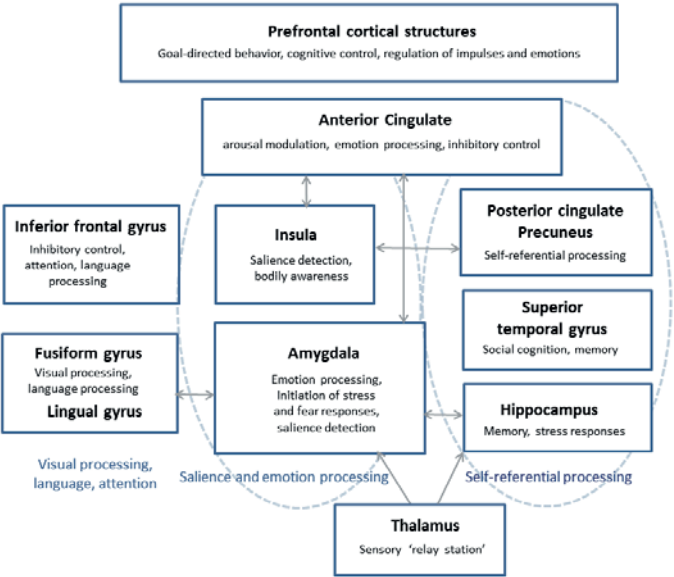 Prefrontal cortical structures
Goal-directed behavior, cognitive control, regulation of impulses and emotions
Anterior Cingulate
arousal modulation, emotion processing, inhibitory control
Inferior frontal gyrus
Inhibitory control,
attention, language
processing
Insula
Salience detection,
bodily awareness
Posterior cingulate
Precuneus
Self-referential processing
Superior
temporal gyrus
Social cognition, memory
Fusiform gyrus
Visual processing,
language processing
Lingual gyrus
Amygdala
Emotion processing,
Initiation of stress
and fear responses,
salience detection
Hippocampus
Memory, stress responses
Visual processing,
language, attention
Salience and emotion processing
Self-referential processing
Thalamus
Sensory 'relay station'